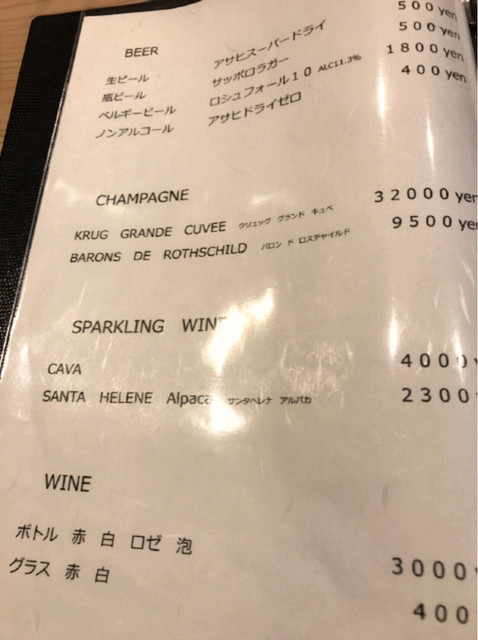 BEER
生ビール アサヒスーパードライ 500 yen
瓶ビール サッポロラガー 500 yen
ベルギービール ロシュフォール10 ALC11.3% 1800 yen
ノンアルコール アサヒドライゼロ 400 yen
CHAMPAGNE
KRUG GRANDE CUVEE クリュッグ グランド キュベ 32000 yen
BARONS DE ROTHSCHILD バロン ド ロスチャイルド 9500 yen
SPARKLING WINE
CAVA 4000
SANTA HELENE Alpaca サンタヘレナ アルパカ 2300
WINE
ボトル 赤 白 ロゼ 泡 3000
グラス 赤 白 400